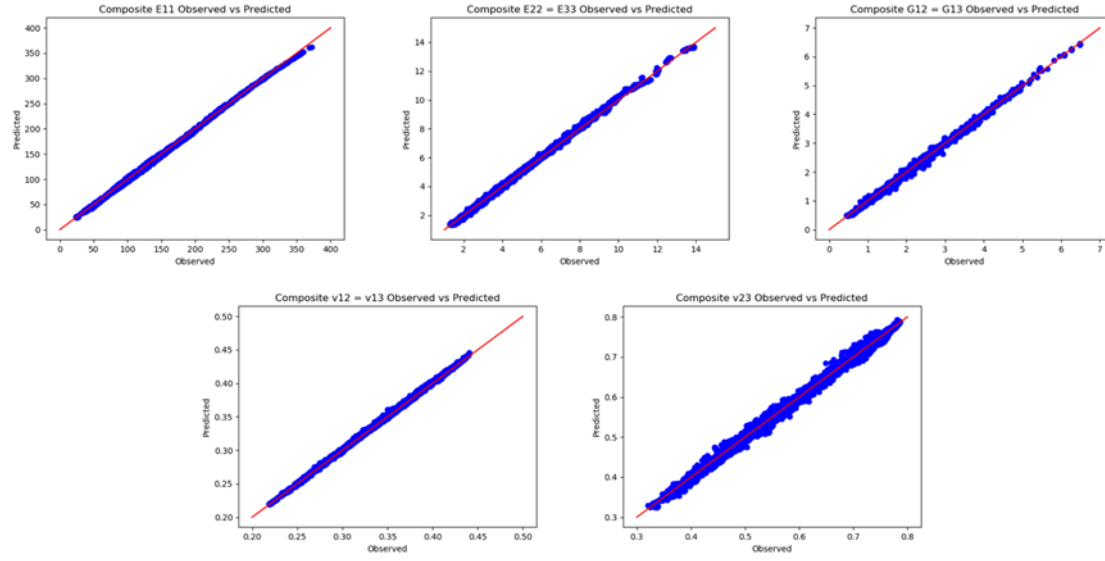 Composite E11 Observed vs Predicted
400
350
300
250
200
150
100
50
0
Predicted
0 50 100 150 200 250 300 350 400
Observed
Composite E22 = E33 Observed vs Predicted
14
12
10
8
6
4
2
Predicted
2 4 6 8 10 12 14
Observed
Composite G12 = G13 Observed vs Predicted
7
6
5
4
3
2
1
0
Predicted
0 1 2 3 4 5 6 7
Observed
Composite v12 = v13 Observed vs Predicted
0.50
0.45
0.40
0.35
0.30
0.25
0.20
Predicted
0.20 0.25 0.30 0.35 0.40 0.45 0.50
Observed
Composite v23 Observed vs Predicted
0.8
0.7
0.6
0.5
0.4
0.3
Predicted
0.3 0.4 0.5 0.6 0.7 0.8
Observed